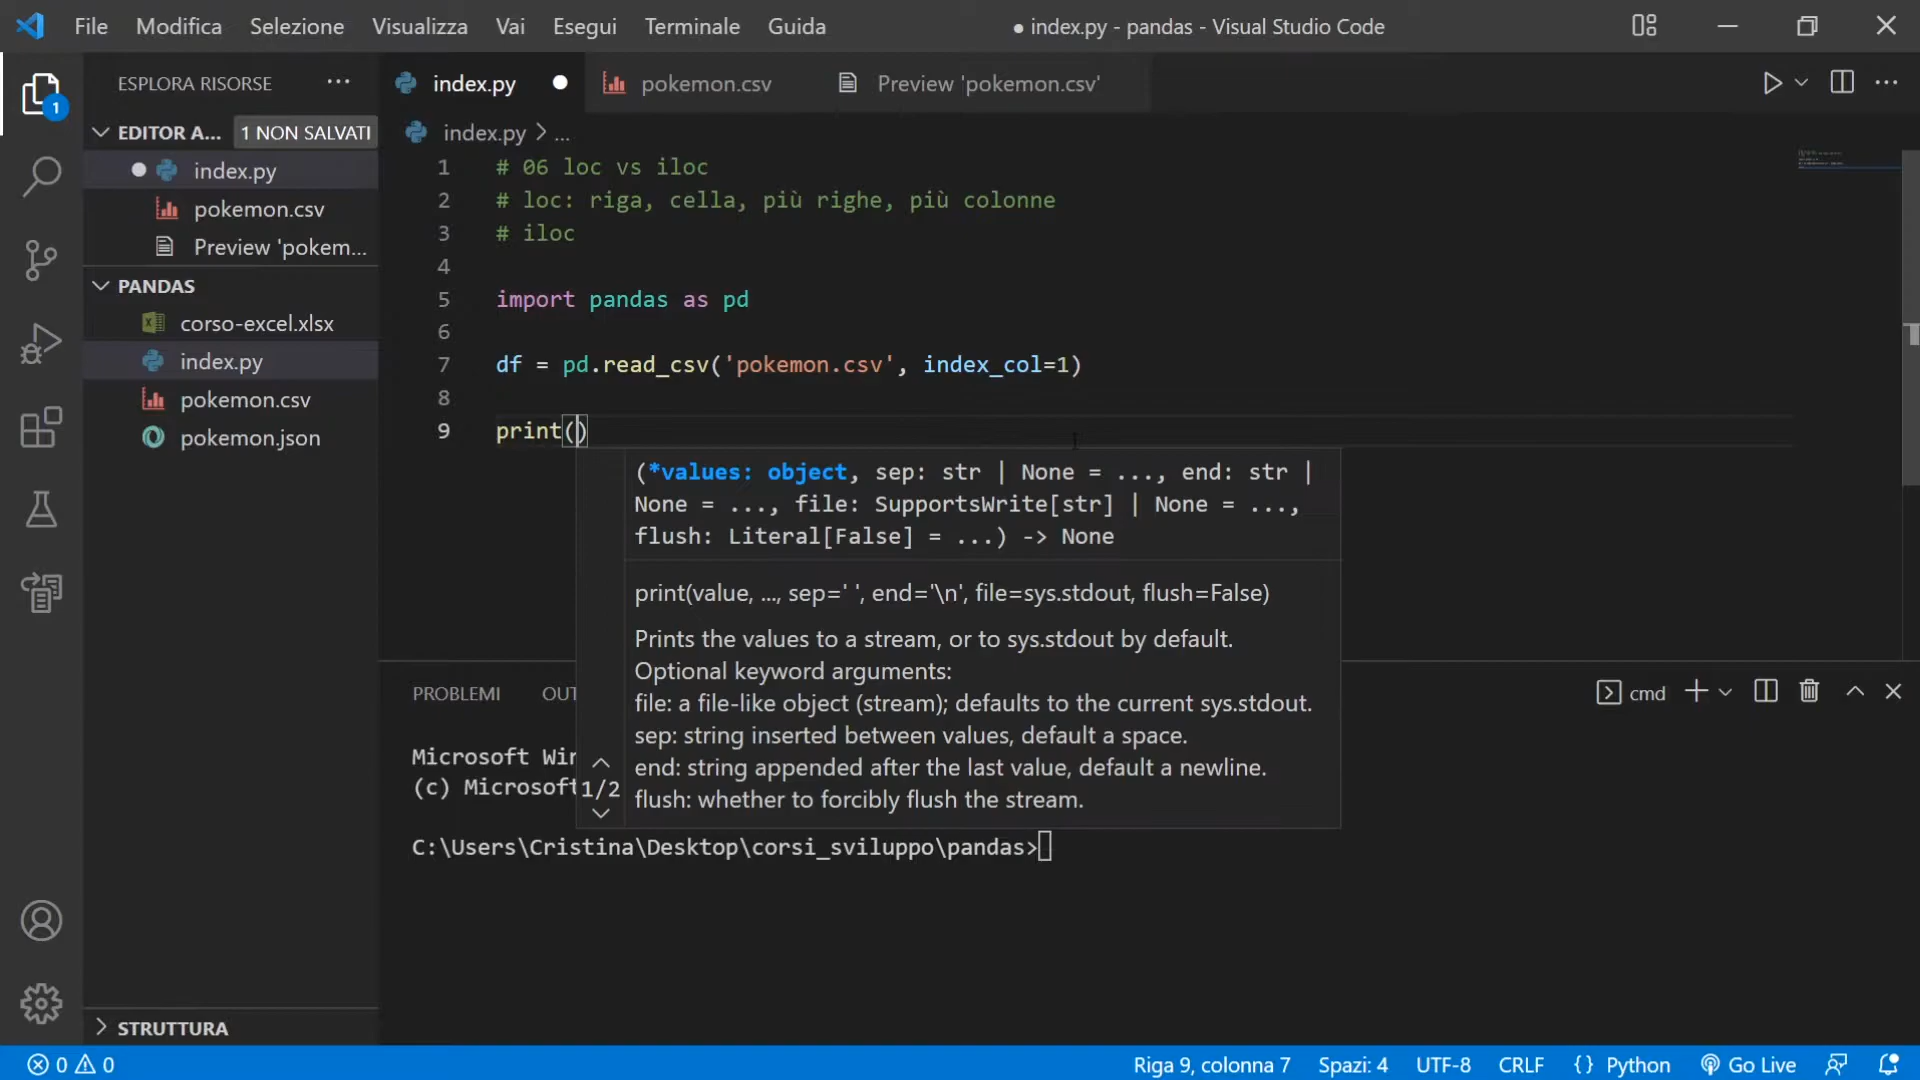 File Modifica Selezione Visualizza Vai Esegui Terminale Guida
● index.py - pandas - Visual Studio Code
ESPLORA RISORSE ...
1
index.py ●
pokemon.csv
Preview 'pokemon.csv'
EDITOR A... 1 NON SALVATI
● index.py
pokemon.csv
Preview 'pokem...
PANDAS
corso-excel.xlsx
index.py
pokemon.csv
pokemon.json
STRUTTURA
index.py > ...
1 # 06 loc vs iloc
2 # loc: riga, cella, più righe, più colonne
3 # iloc
4
5 import pandas as pd
6
7 df = pd.read_csv('pokemon.csv', index_col=1)
8
9 print()
(*values: object, sep: str | None = ..., end: str |
None = ..., file: SupportsWrite[str] | None = ...,
flush: Literal[False] = ...) -> None
print(value, ..., sep=' ', end='\n', file=sys.stdout, flush=False)
Prints the values to a stream, or to sys.stdout by default.
Optional keyword arguments:
file: a file-like object (stream); defaults to the current sys.stdout.
sep: string inserted between values, default a space.
end: string appended after the last value, default a newline.
flush: whether to forcibly flush the stream.
1/2
PROBLEMI OUT
cmd
Microsoft Win
(c) Microsoft
C:\Users\Cristina\Desktop\corsi_sviluppo\pandas>
0 0
Riga 9, colonna 7 Spazi: 4 UTF-8 CRLF {} Python Go Live